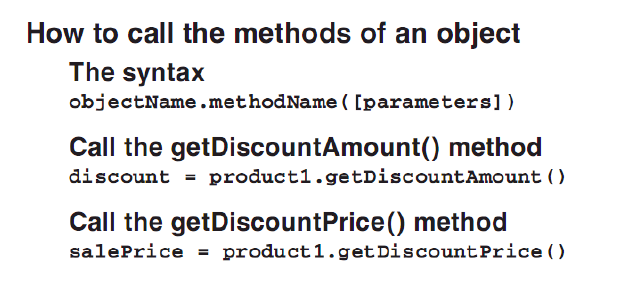 How to call the methods of an object
The syntax
objectName.methodName([parameters])
Call the getDiscountAmount() method
discount = product1.getDiscountAmount()
Call the getDiscountPrice() method
salePrice = product1.getDiscountPrice()